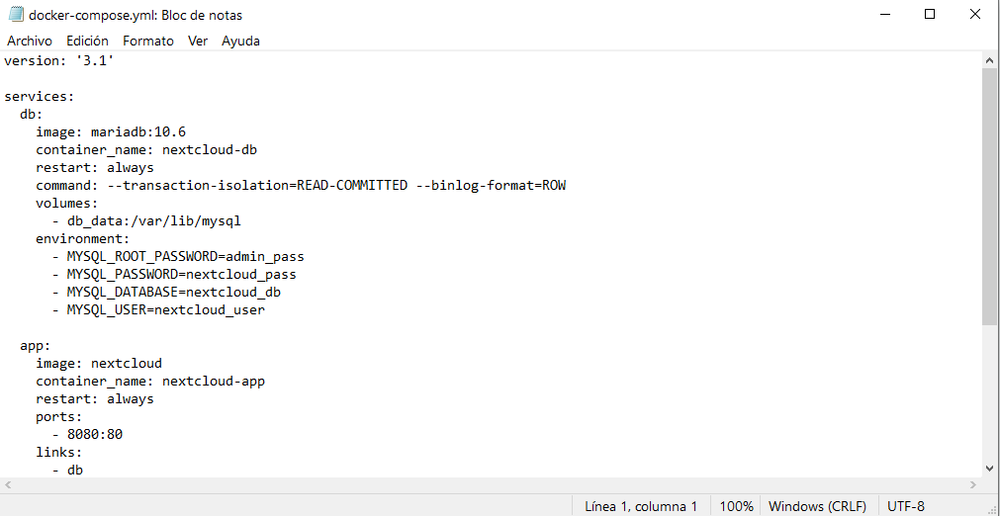 docker-compose.yml: Bloc de notas
Archivo Edición Formato Ver Ayuda
version: '3.1'

services:
  db:
    image: mariadb:10.6
    container_name: nextcloud-db
    restart: always
    command: --transaction-isolation=READ-COMMITTED --binlog-format=ROW
    volumes:
      - db_data:/var/lib/mysql
    environment:
      - MYSQL_ROOT_PASSWORD=admin_pass
      - MYSQL_PASSWORD=nextcloud_pass
      - MYSQL_DATABASE=nextcloud_db
      - MYSQL_USER=nextcloud_user

  app:
    image: nextcloud
    container_name: nextcloud-app
    restart: always
    ports:
      - 8080:80
    links:
      - db
Línea 1, columna 1 100% Windows (CRLF) UTF-8